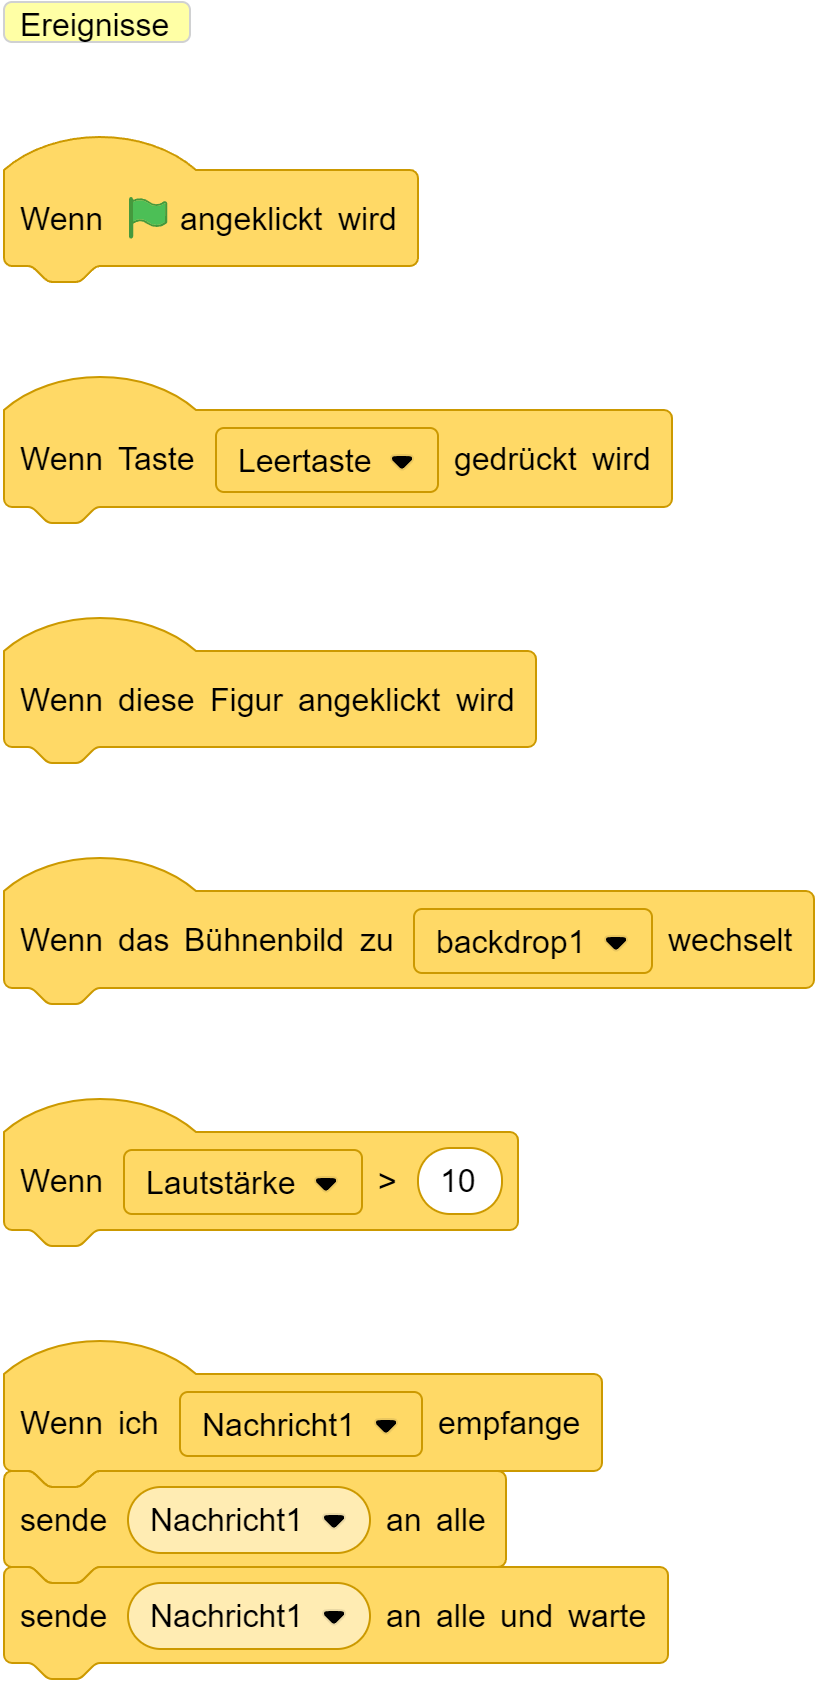 Ereignisse
Wenn angeklickt wird
Wenn Taste Leertaste gedrückt wird
Wenn diese Figur angeklickt wird
Wenn das Bühnenbild zu backdrop1 wechselt
Wenn Lautstärke > 10
Wenn ich Nachricht1 empfange
sende Nachricht1 an alle
sende Nachricht1 an alle und warte